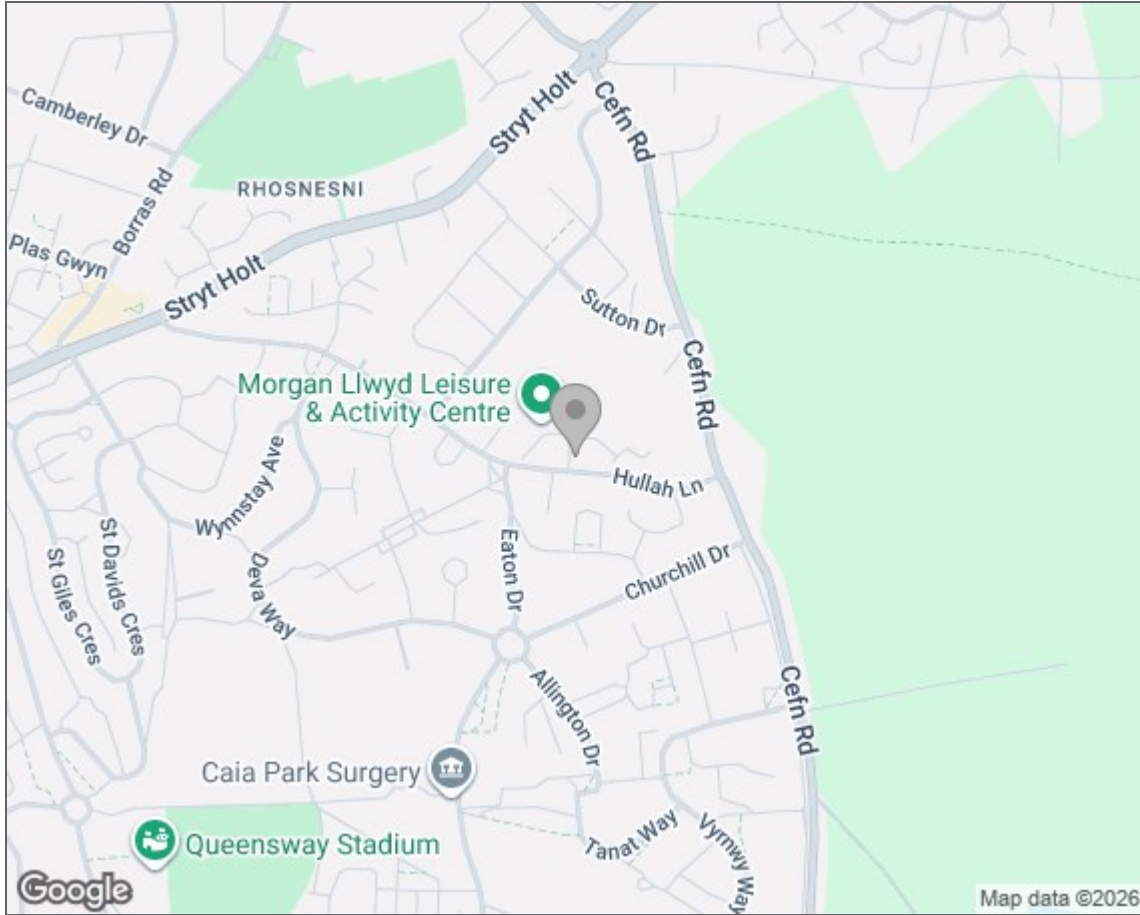 Camberley Dr
Borras Rd
Plas Gwyn
RHOSNESNI
Stryt Holt
Stryt Holt
Cefn Rd
Sutton Dr
Cefn Rd
Morgan Llwyd Leisure
& Activity Centre
Hullah Ln
Wynnstay Ave
St Davids Cres
St Giles Cres
Deva Way
Eaton Dr
Churchill Dr
Allington Dr
Cefn Rd
Caia Park Surgery
Tanat Way
Vyrnwy Way
Queensway Stadium
Google
Map data ©2026